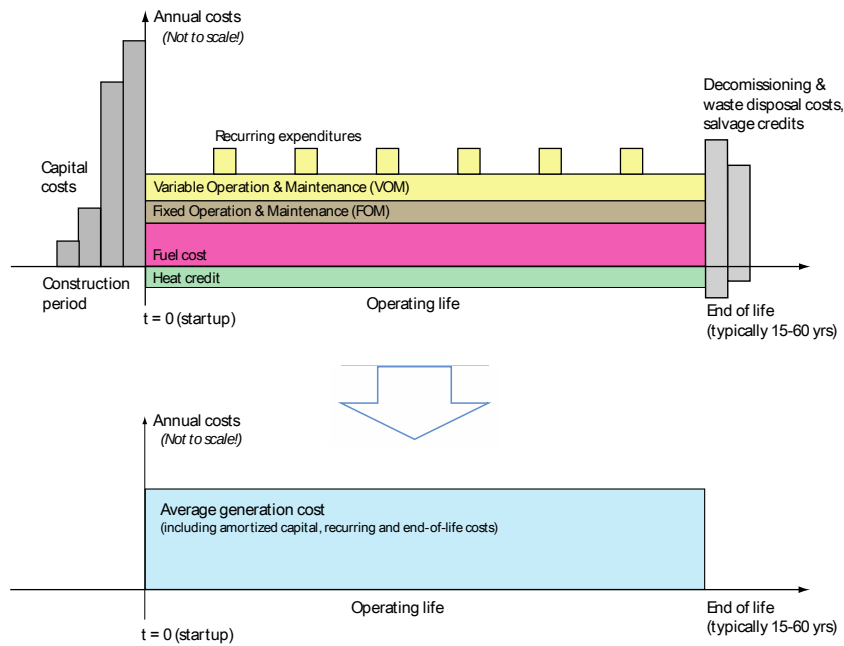 Annual costs
(Not to scale!)
Decomissioning &
waste disposal costs,
salvage credits
Recurring expenditures
Capital
costs
Variable Operation & Maintenance (VOM)
Fixed Operation & Maintenance (FOM)
Fuel cost
Heat credit
Construction
period
Operating life
t = 0 (startup)
End of life
(typically 15-60 yrs)
Annual costs
(Not to scale!)
Average generation cost
(including amortized capital, recurring and end-of-life costs)
Operating life
End of life
(typically 15-60 yrs)
t = 0 (startup)